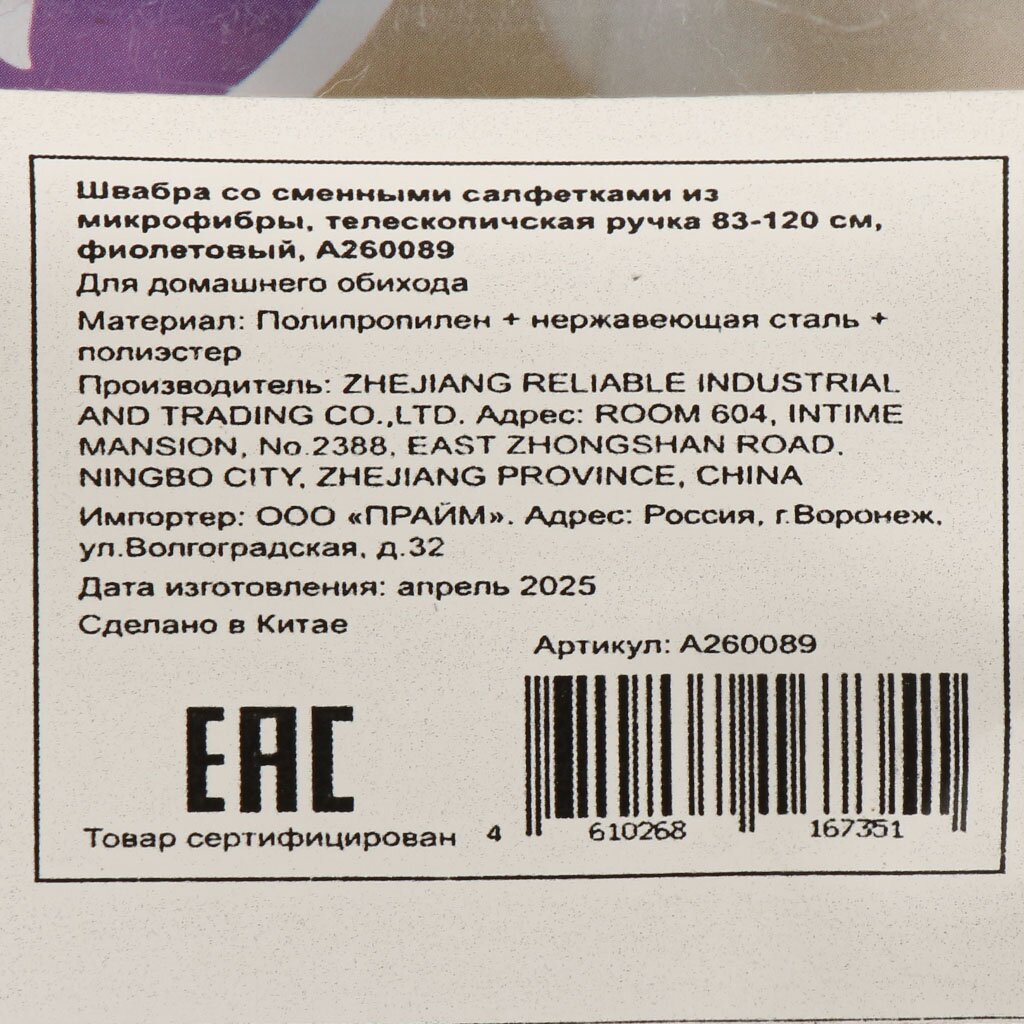 Швабра со сменными салфетками из
микрофибры, телескопичская ручка 83-120 см,
фиолетовый, А260089
Для домашнего обихода
Материал: Полипропилен + нержавеющая сталь +
полиэстер
Производитель: ZHEJIANG RELIABLE INDUSTRIAL
AND TRADING CO.,LTD. Адрес: ROOM 604, INTIME
MANSION, No.2388, EAST ZHONGSHAN ROAD,
NINGBO CITY, ZHEJIANG PROVINCE, CHINA
Импортер: ООО «ПРАЙМ». Адрес: Россия, г.Воронеж,
ул.Волгоградская, д.32
Дата изготовления: апрель 2025
Сделано в Китае
Артикул: А260089
EAC
Товар сертифицирован
4 610268 167351